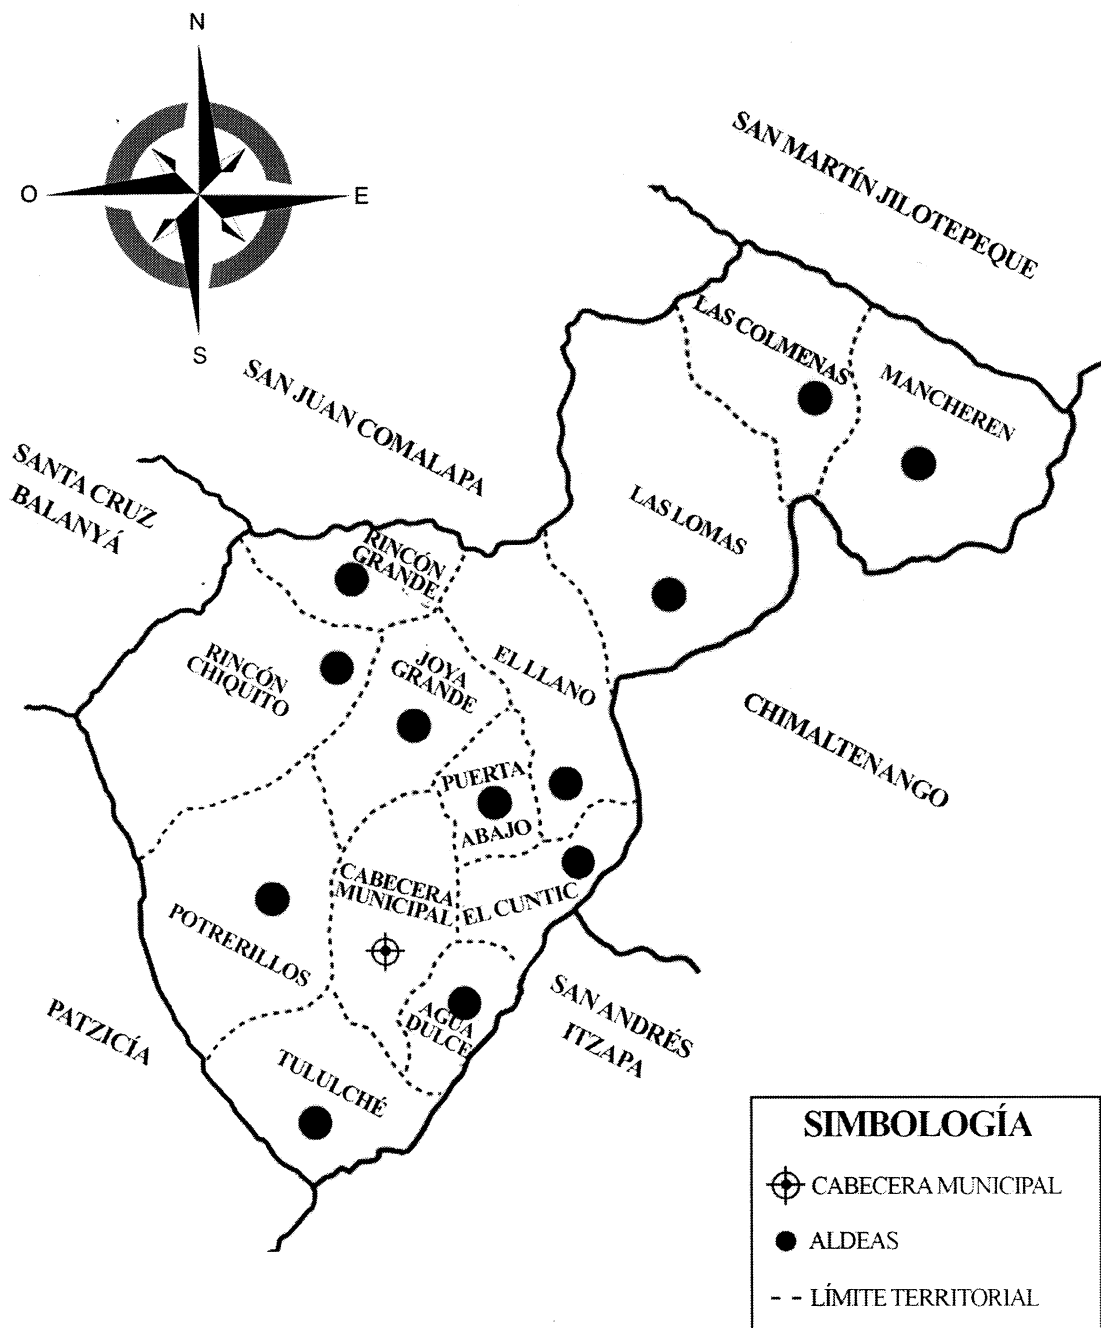 N
O
E
S
SAN MARTÍN JILOTEPEQUE
LAS COLMENAS
MANCHEREN
SAN JUAN COMALAPA
SANTA CRUZ
BALANYÁ
LAS LOMAS
RINCÓN
GRANDE
RINCÓN
CHIQUITO
JOYA
GRANDE
EL LLANO
CHIMALTENANGO
PUERTA
ABAJO
CABECERA
MUNICIPAL
EL CUNTIC
POTRERILLOS
AGUA
DULCE
SAN ANDRÉS
ITZAPA
PATZICÍA
TULULCHÉ
SIMBOLOGÍA
CABECERA MUNICIPAL
ALDEAS
LÍMITE TERRITORIAL